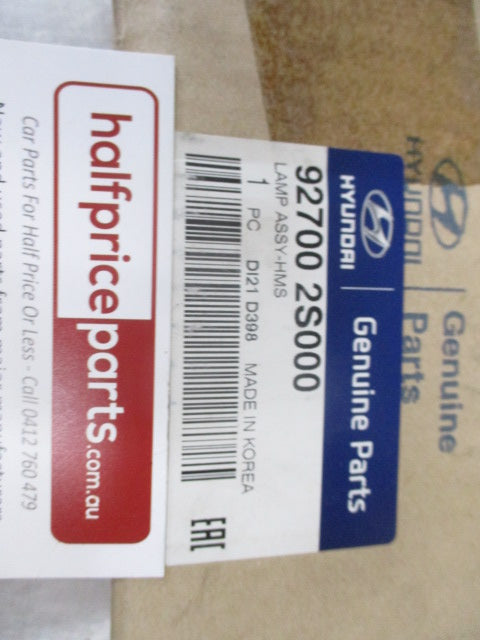 HYUNDAI | Genuine
Parts
HYUNDAI | Genuine Parts
92700 2S000
LAMP ASSY-HMS
1 PC DI21 D398 MADE IN KOREA
EAC
halfpriceparts.com.au
Car Parts For Half Price Or Less - Call 0412 760 479